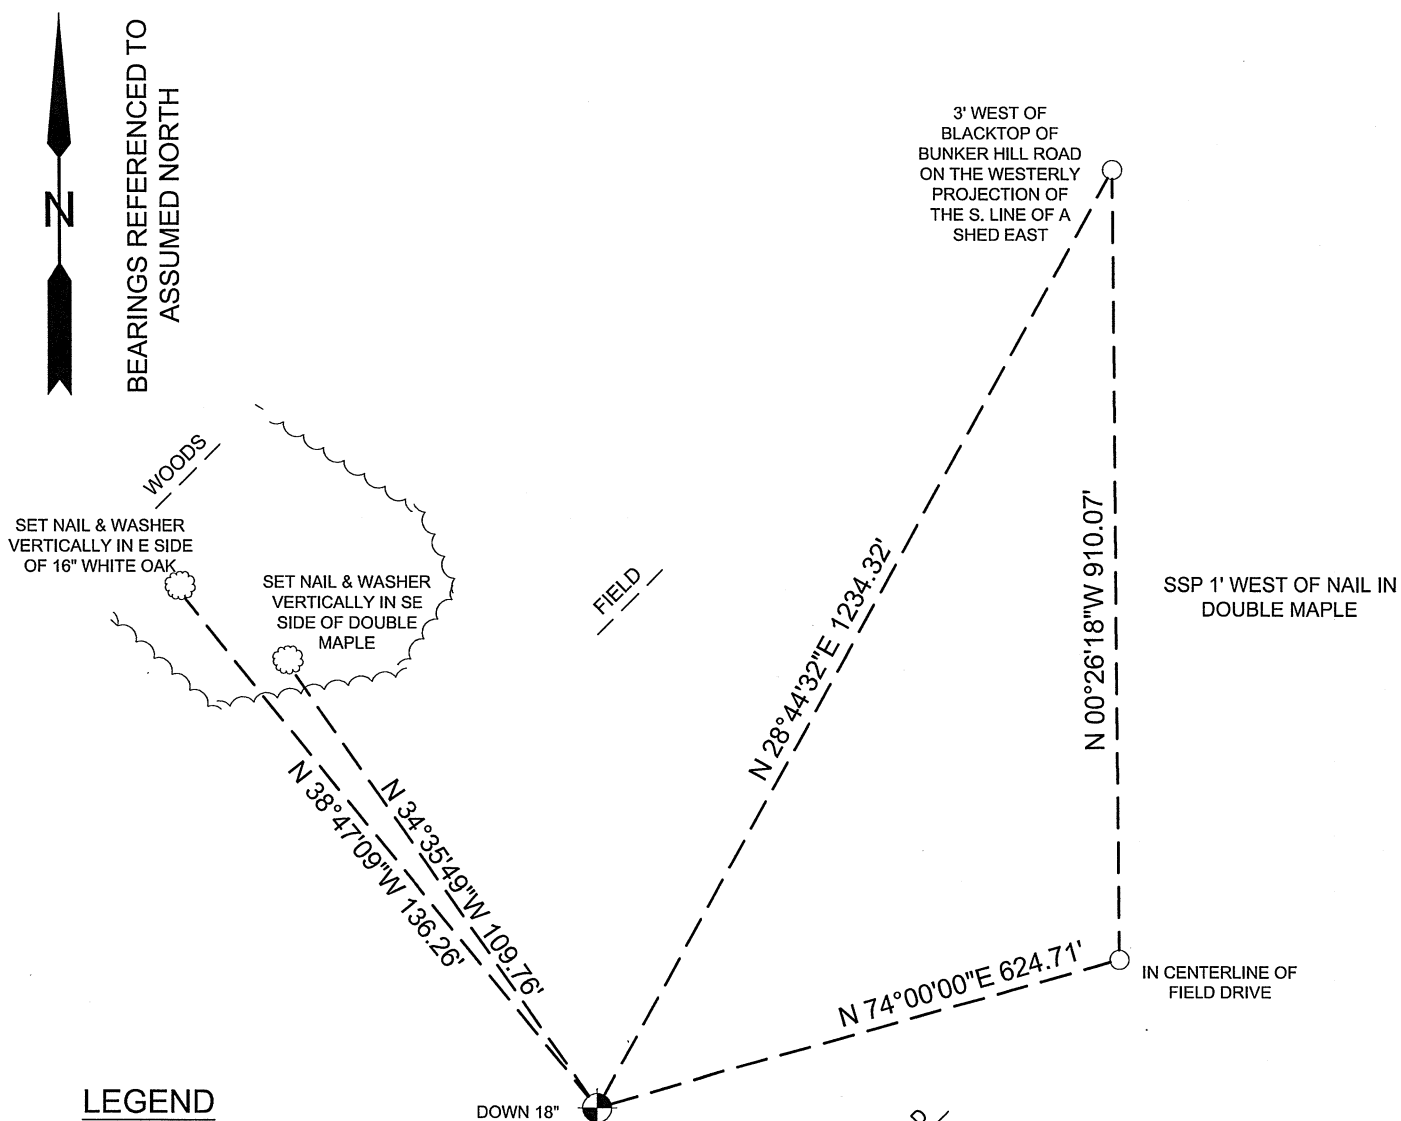 BEARINGS REFERENCED TO
ASSUMED NORTH
N
3' WEST OF
BLACKTOP OF
BUNKER HILL ROAD
ON THE WESTERLY
PROJECTION OF
THE S. LINE OF A
SHED EAST
WOODS
SET NAIL & WASHER
VERTICALLY IN E SIDE
OF 16" WHITE OAK
SET NAIL & WASHER
VERTICALLY IN SE
SIDE OF DOUBLE
MAPLE
FIELD
N 28°44'32"E 1234.32'
N 00°26'18"W 910.07'
SSP 1' WEST OF NAIL IN
DOUBLE MAPLE
N 38°47'09"W 136.26'
N 34°35'49"W 109.76'
N 74°00'00"E 624.71'
IN CENTERLINE OF
FIELD DRIVE
LEGEND
DOWN 18"